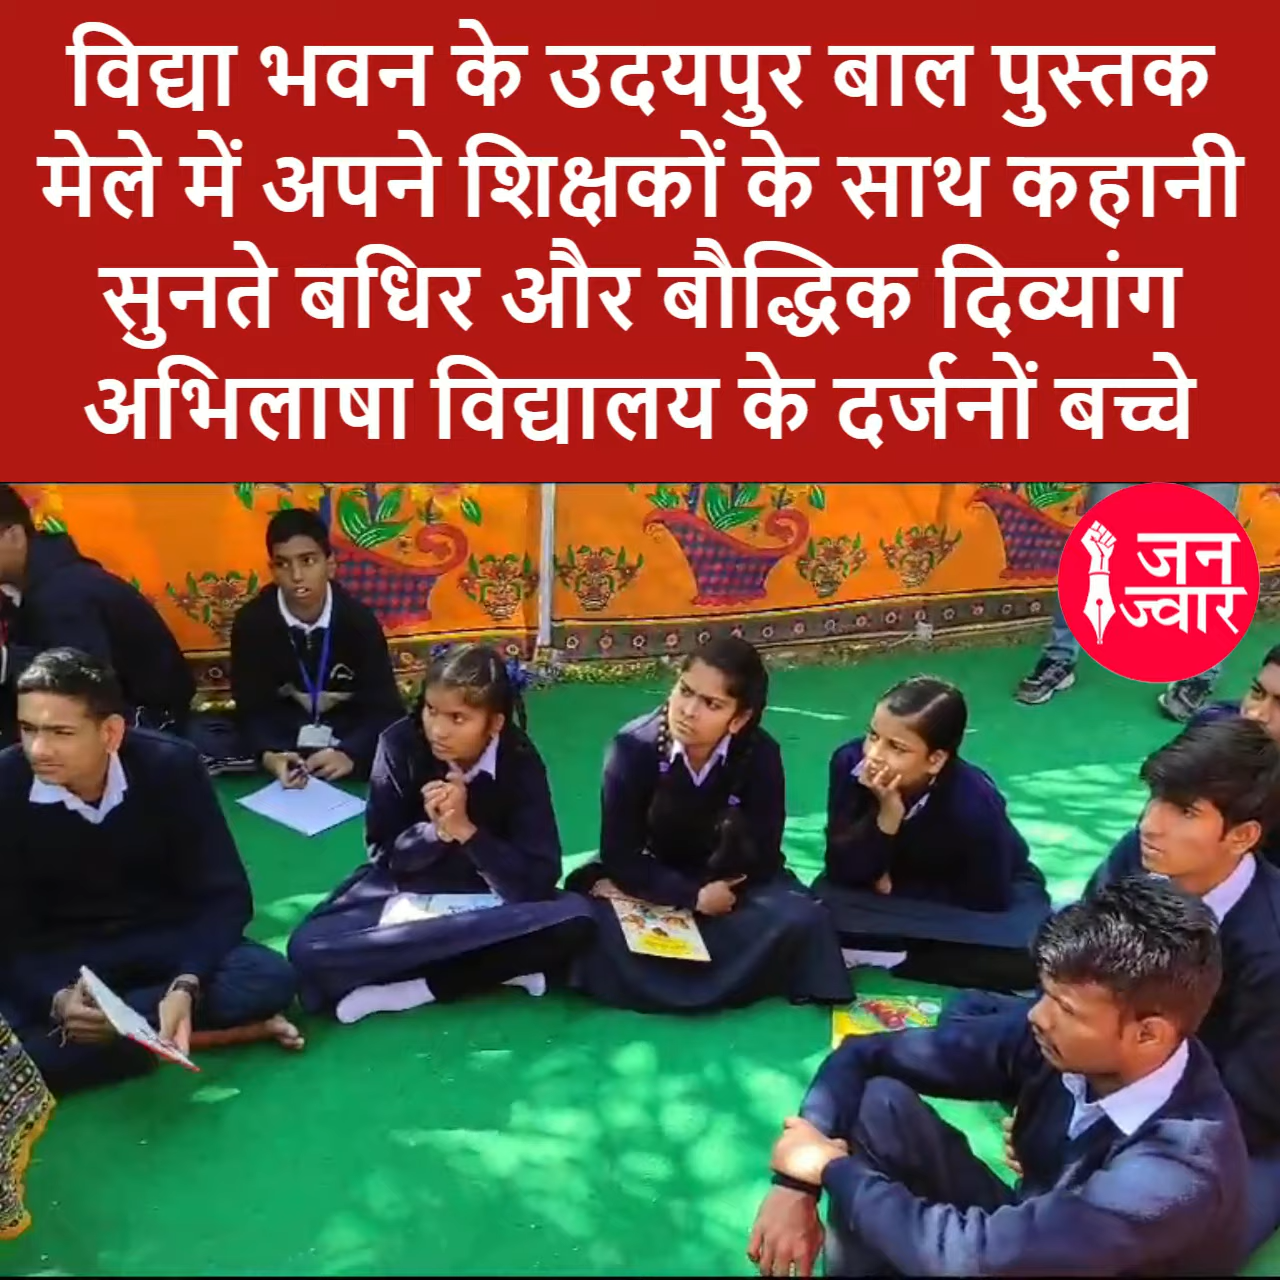 विद्या भवन के उदयपुर बाल पुस्तक
मेले में अपने शिक्षकों के साथ कहानी
सुनते बधिर और बौद्धिक दिव्यांग
अभिलाषा विद्यालय के दर्जनों बच्चे
जन
ज्वार